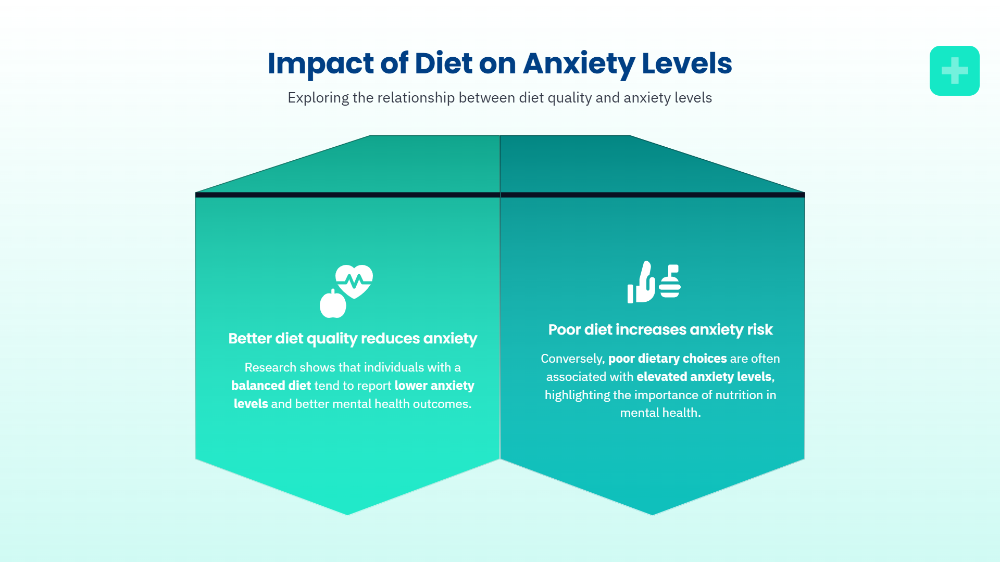 Impact of Diet on Anxiety Levels
Exploring the relationship between diet quality and anxiety levels
Better diet quality reduces anxiety
Research shows that individuals with a
balanced diet tend to report lower anxiety
levels and better mental health outcomes.
Poor diet increases anxiety risk
Conversely, poor dietary choices are often
associated with elevated anxiety levels,
highlighting the importance of nutrition in
mental health.